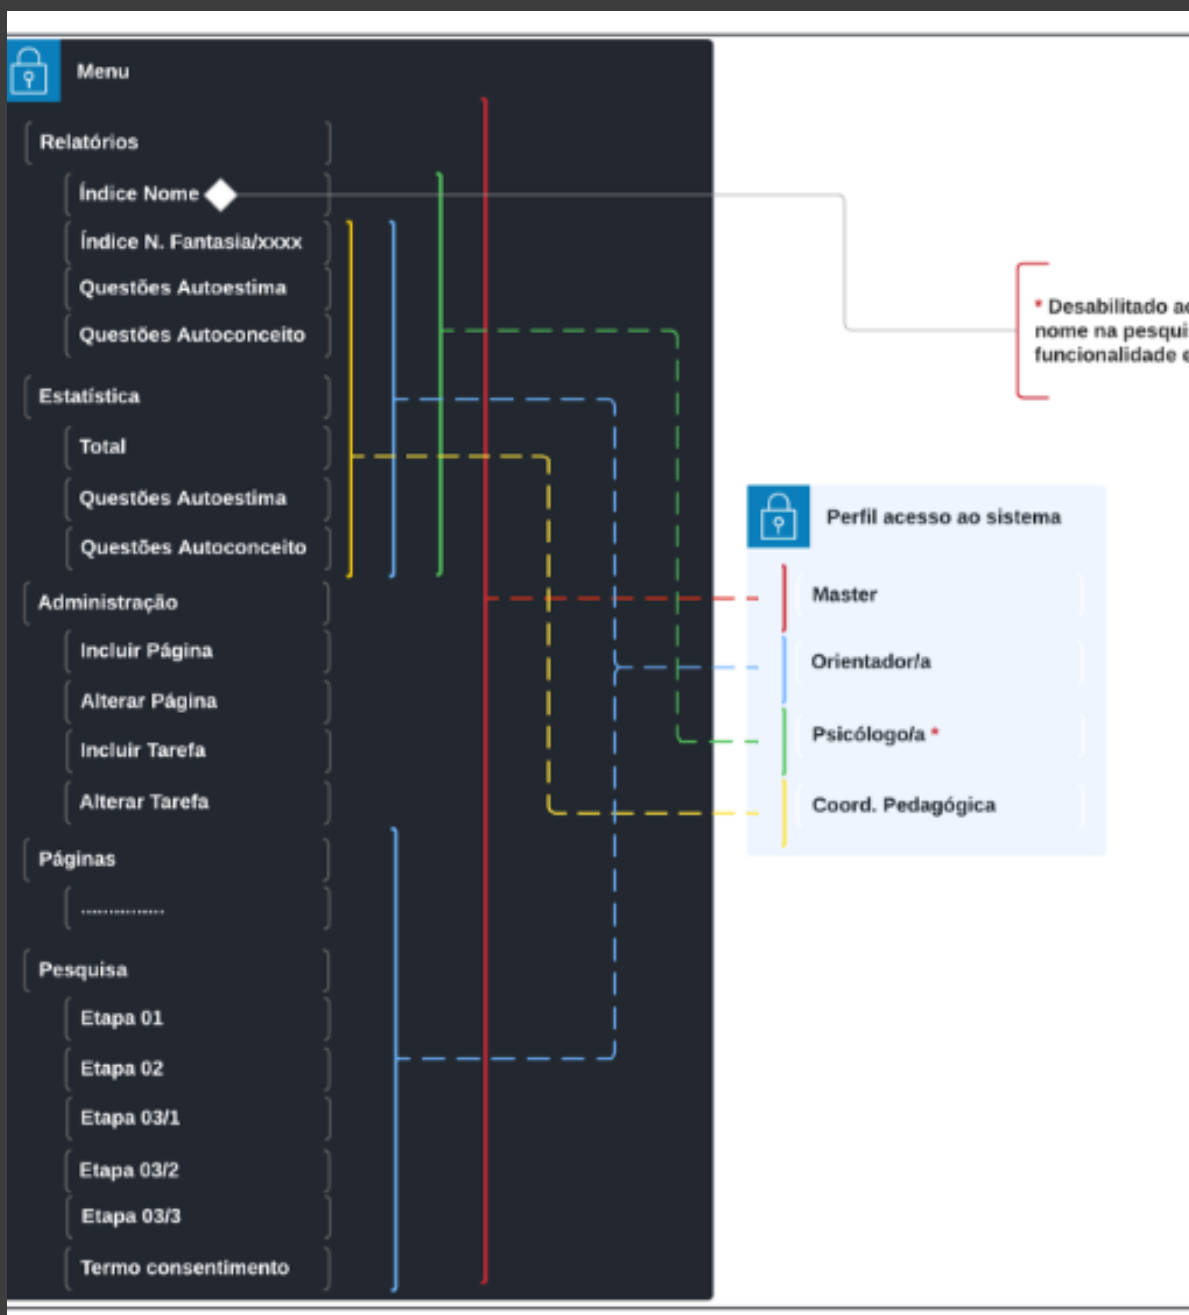 Menu
Relatórios
Índice Nome
Índice N. Fantasia/xxxx
Questões Autoestima
Questões Autoconceito
Estatística
Total
Questões Autoestima
Questões Autoconceito
Administração
Incluir Página
Alterar Página
Incluir Tarefa
Alterar Tarefa
Páginas
.................
Pesquisa
Etapa 01
Etapa 02
Etapa 03/1
Etapa 03/2
Etapa 03/3
Termo consentimento
* Desabilitado
nome na
funcionalidade
Perfil acesso ao sistema
Master
Orientador/a
Psicólogo/a *
Coord. Pedagógica